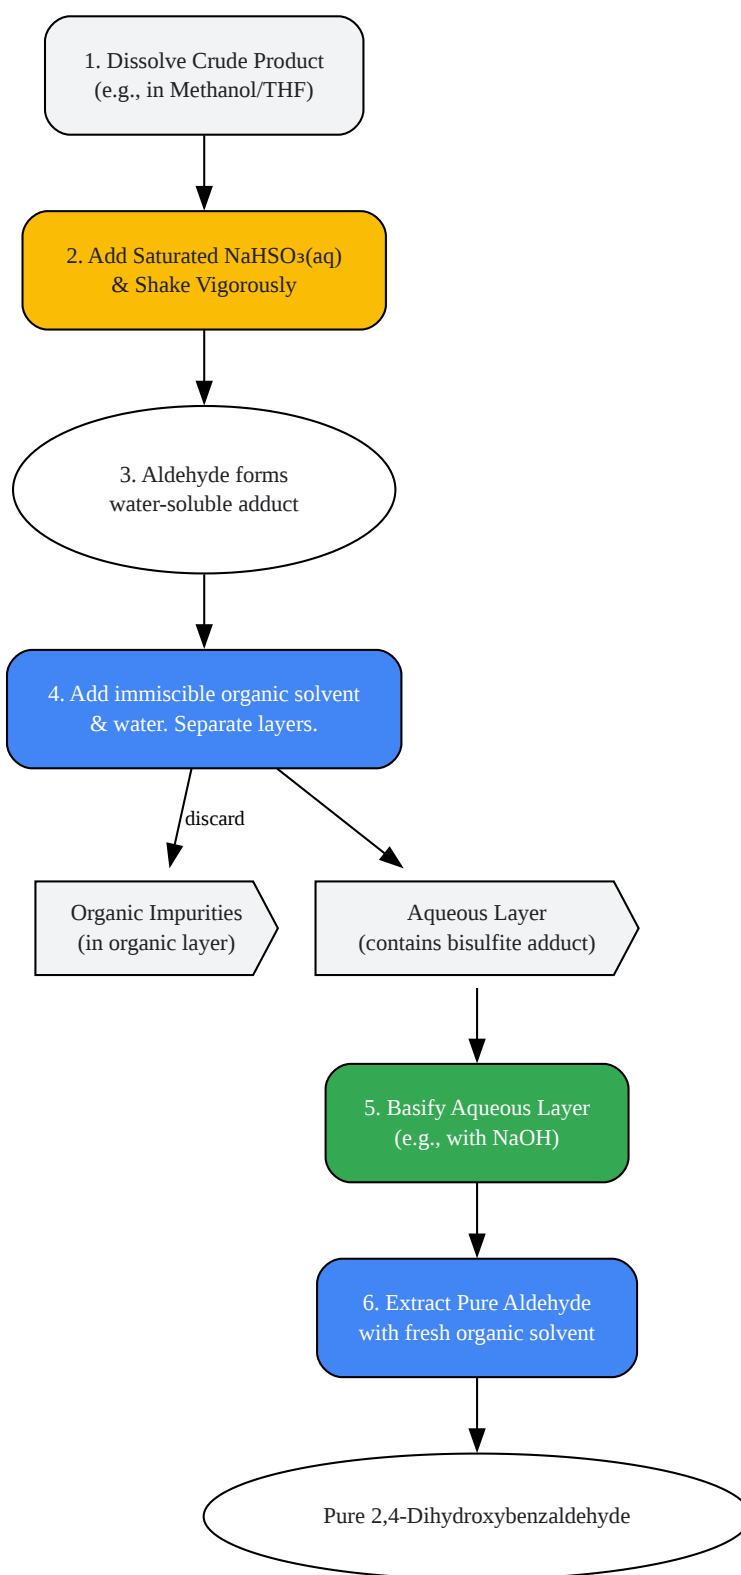 1. Dissolve Crude Product
(e.g., in Methanol/THF)
2. Add Saturated NaHSO₃(aq)
& Shake Vigorously
3. Aldehyde forms
water-soluble adduct
4. Add immiscible organic solvent
& water. Separate layers.
discard
Organic Impurities
(in organic layer)
Aqueous Layer
(contains bisulfite adduct)
5. Basify Aqueous Layer
(e.g., with NaOH)
6. Extract Pure Aldehyde
with fresh organic solvent
Pure 2,4-Dihydroxybenzaldehyde